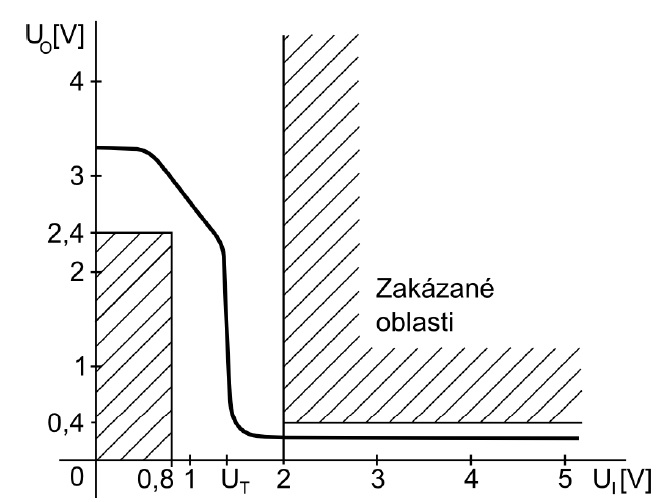 U_O[V]
4
3
2,4
2
Zakázané
oblasti
1
0,4
0 0,8 1 U_T 2 3 4 5 U_I[V]